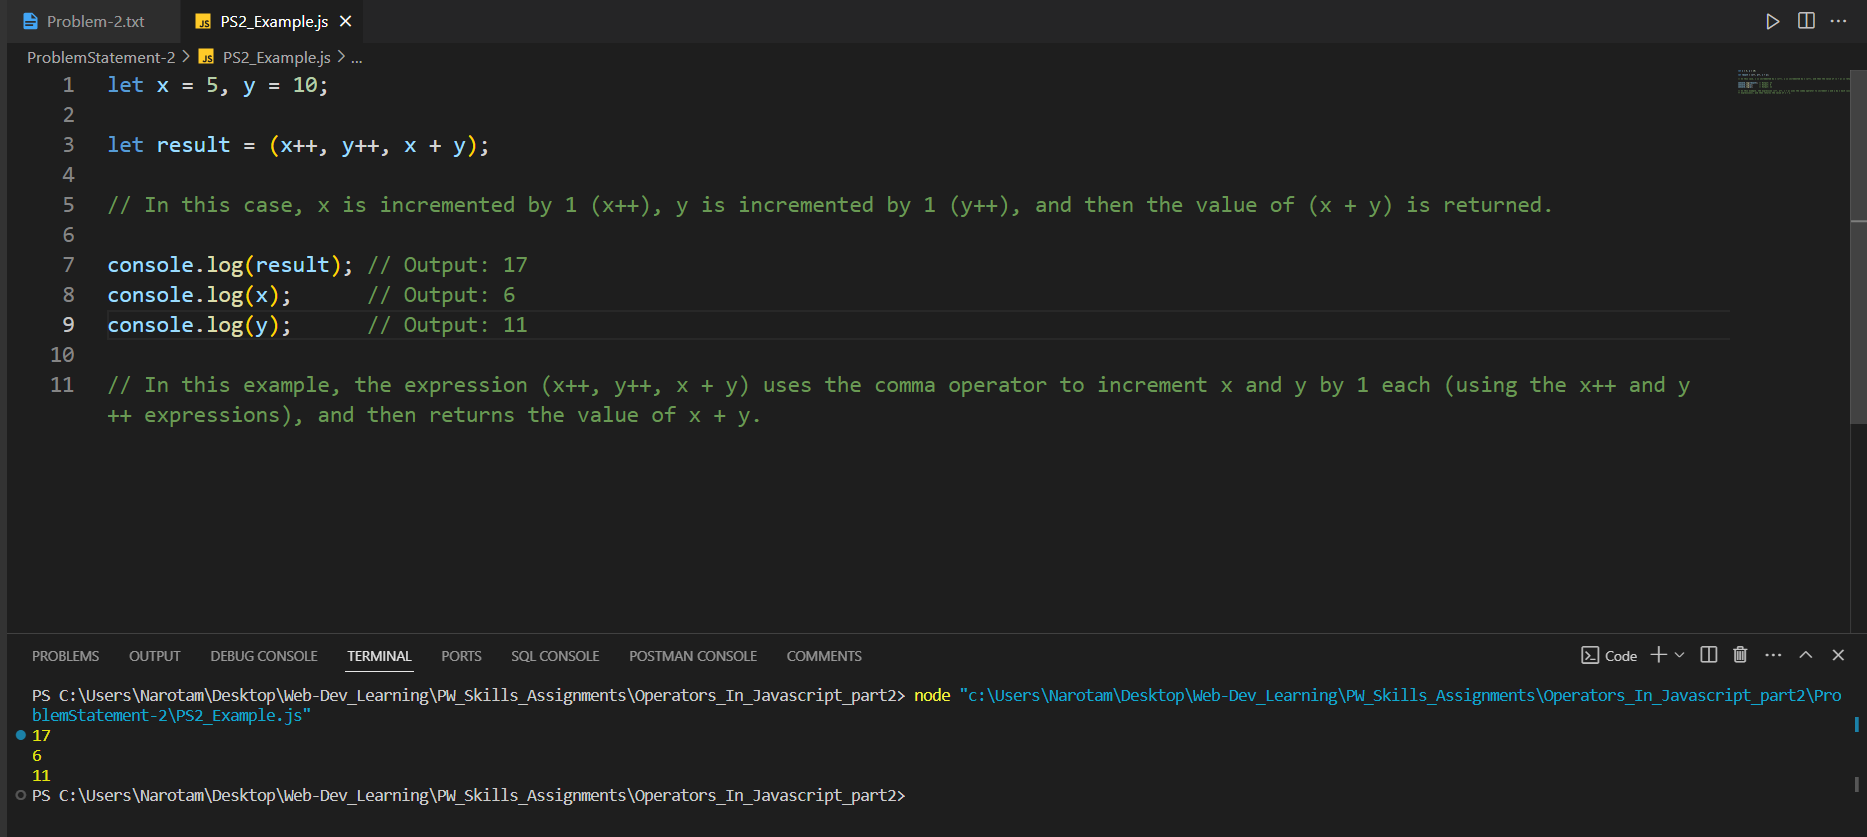 Problem-2.txt JS PS2_Example.js
ProblemStatement-2 > JS PS2_Example.js > ...
1 let x = 5, y = 10;
2
3 let result = (x++, y++, x + y);
4
5 // In this case, x is incremented by 1 (x++), y is incremented by 1 (y++), and then the value of (x + y) is returned.
6
7 console.log(result); // Output: 17
8 console.log(x);      // Output: 6
9 console.log(y);      // Output: 11
10
11 // In this example, the expression (x++, y++, x + y) uses the comma operator to increment x and y by 1 each (using the x++ and y
++ expressions), and then returns the value of x + y.
PROBLEMS OUTPUT DEBUG CONSOLE TERMINAL PORTS SQL CONSOLE POSTMAN CONSOLE COMMENTS Code
PS C:\Users\Narotam\Desktop\Web-Dev_Learning\PW_Skills_Assignments\Operators_In_Javascript_part2> node "c:\Users\Narotam\Desktop\Web-Dev_Learning\PW_Skills_Assignments\Operators_In_Javascript_part2\Pro
blemStatement-2\PS2_Example.js"
17
6
11
PS C:\Users\Narotam\Desktop\Web-Dev_Learning\PW_Skills_Assignments\Operators_In_Javascript_part2>